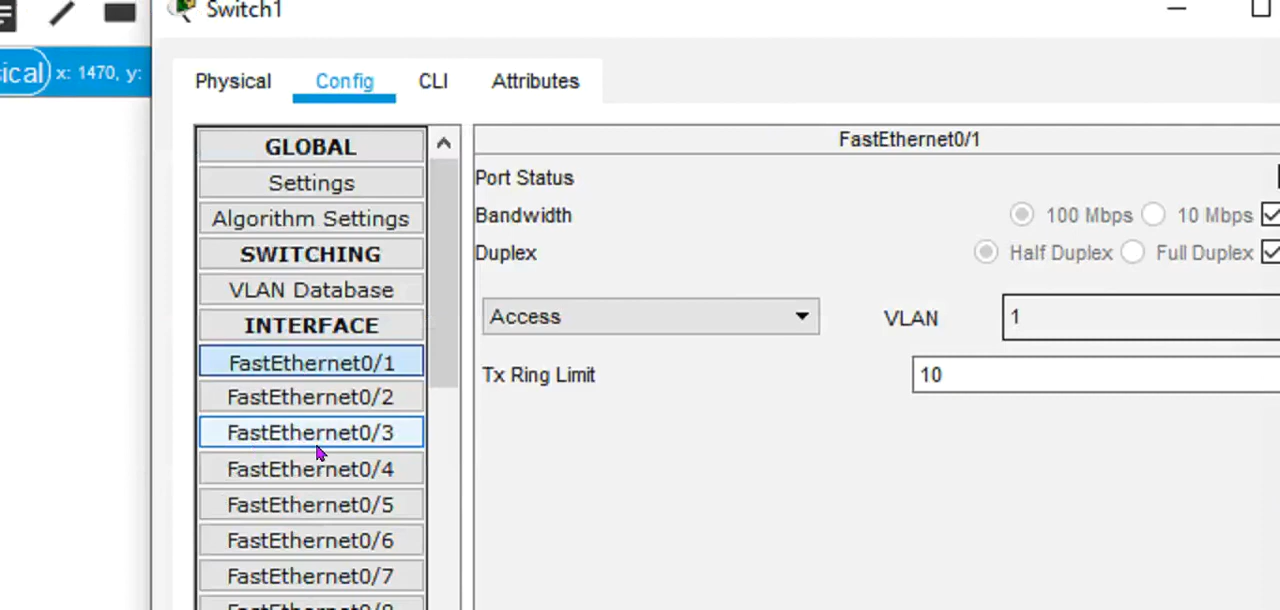 Switch1
ical x: 1470, y:
Physical Config CLI Attributes
GLOBAL
Settings
Algorithm Settings
SWITCHING
VLAN Database
INTERFACE
FastEthernet0/1
FastEthernet0/2
FastEthernet0/3
FastEthernet0/4
FastEthernet0/5
FastEthernet0/6
FastEthernet0/7
FastEthernet0/1
Port Status
Bandwidth 100 Mbps 10 Mbps
Duplex Half Duplex Full Duplex
Access VLAN 1
Tx Ring Limit 10